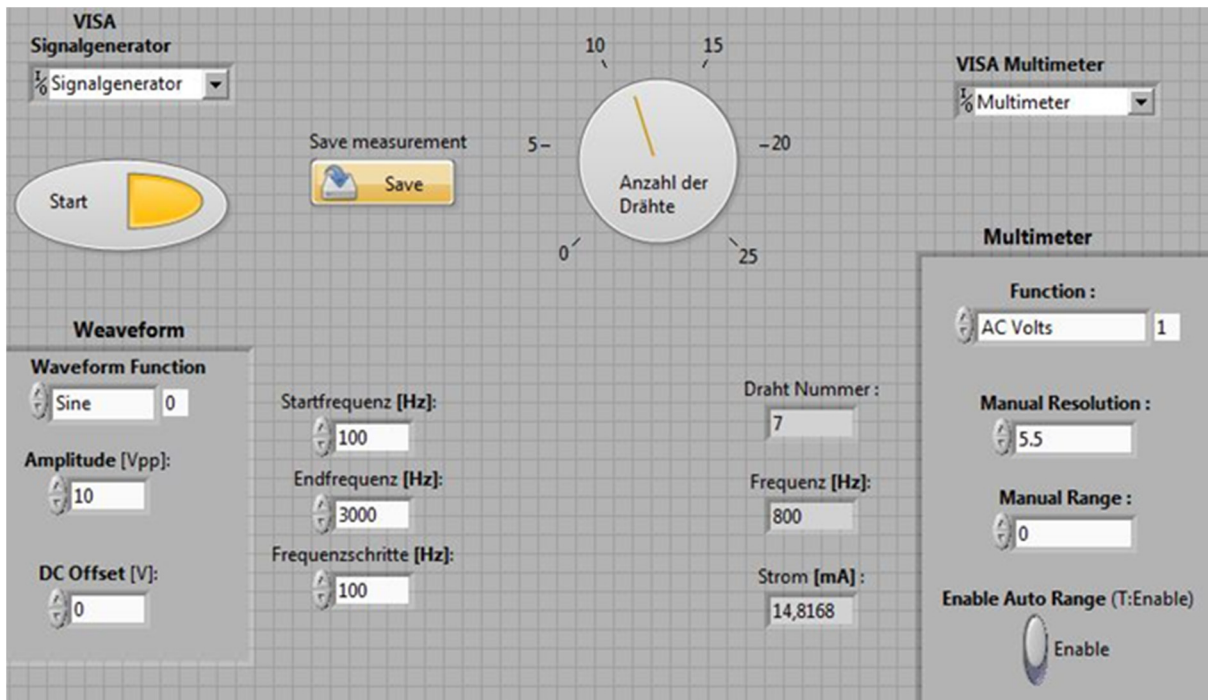 VISA
Signalgenerator
Signalgenerator
Start
Save measurement
Save
0
5
10
15
20
25
Anzahl der
Drähte
VISA Multimeter
Multimeter
Weaveform
Waveform Function
Sine 0
Amplitude [Vpp]:
10
DC Offset [V]:
0
Startfrequenz [Hz]:
100
Endfrequenz [Hz]:
3000
Frequenzschritte [Hz]:
100
Draht Nummer :
7
Frequenz [Hz]:
800
Strom [mA] :
14,8168
Multimeter
Function :
AC Volts 1
Manual Resolution :
5.5
Manual Range :
0
Enable Auto Range (T:Enable)
Enable